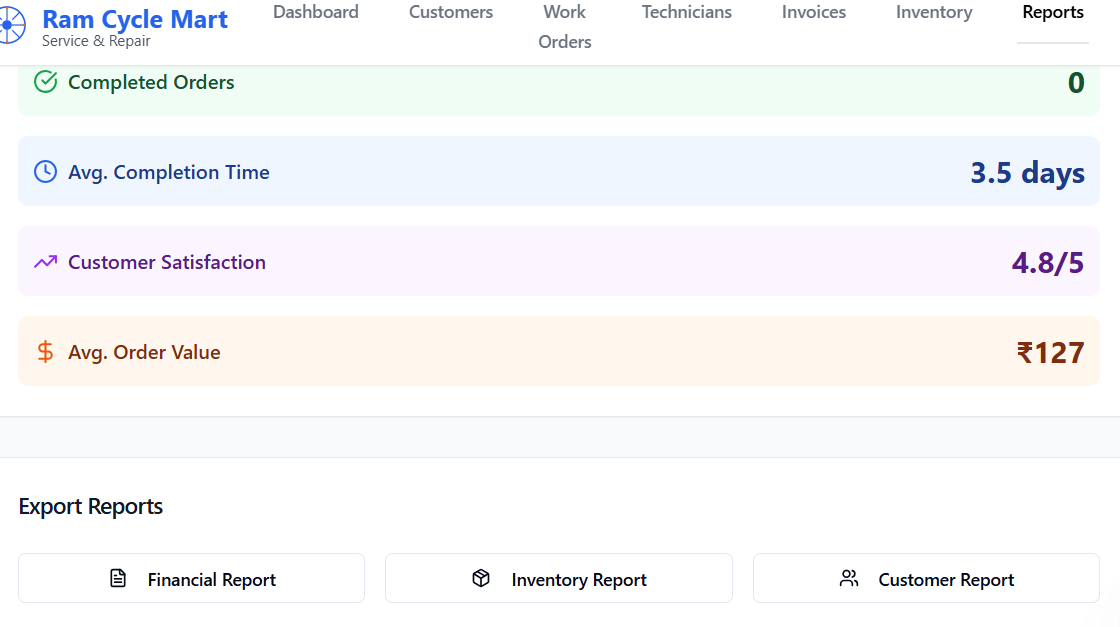 Ram Cycle Mart
Service & Repair
Dashboard
Customers
Work
Orders
Technicians
Invoices
Inventory
Reports
Completed Orders
0
Avg. Completion Time
3.5 days
Customer Satisfaction
4.8/5
Avg. Order Value
₹127
Export Reports
Financial Report
Inventory Report
Customer Report